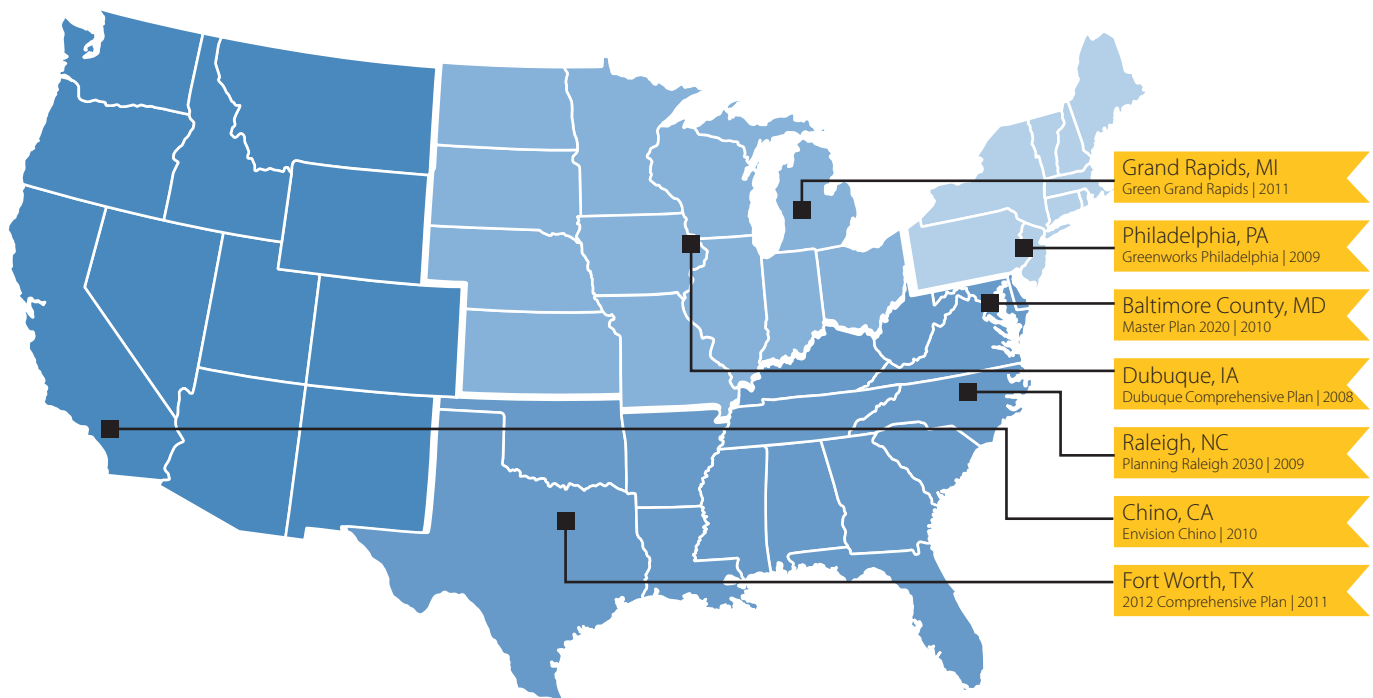 Grand Rapids, MI
Green Grand Rapids | 2011
Philadelphia, PA
Greenworks Philadelphia | 2009
Baltimore County, MD
Master Plan 2020 | 2010
Dubuque, IA
Dubuque Comprehensive Plan | 2008
Raleigh, NC
Planning Raleigh 2030 | 2009
Chino, CA
Envision Chino | 2010
Fort Worth, TX
2012 Comprehensive Plan | 2011